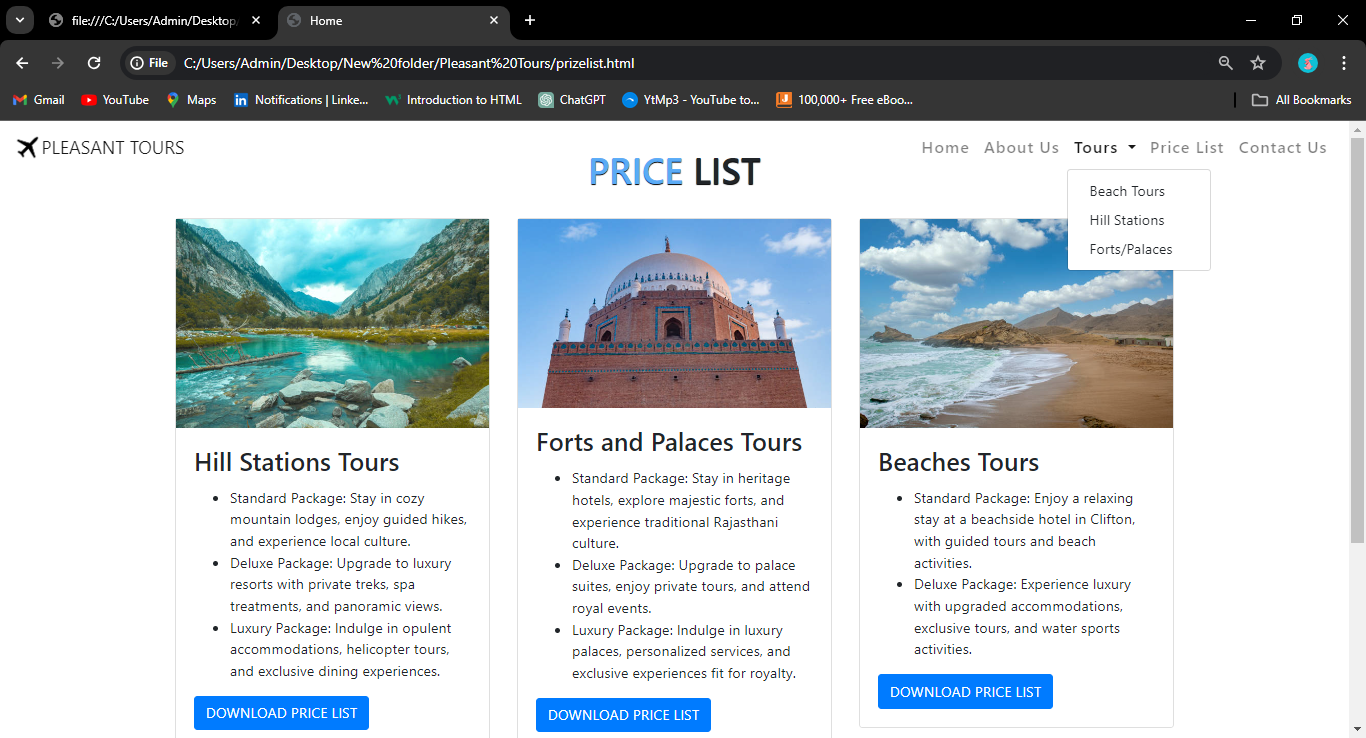 file:///C:/Users/Admin/Desktop/
Home
File C:/Users/Admin/Desktop/New%20folder/Pleasant%20Tours/prizelist.html
Gmail YouTube Maps Notifications | Linke... Introduction to HTML ChatGPT YtMp3 - YouTube to... 100,000+ Free eBoo... All Bookmarks
PLEASANT TOURS
Home About Us Tours Price List Contact Us
Beach Tours
Hill Stations
Forts/Palaces
PRICE LIST
Hill Stations Tours
Standard Package: Stay in cozy
mountain lodges, enjoy guided hikes,
and experience local culture.
Deluxe Package: Upgrade to luxury
resorts with private treks, spa
treatments, and panoramic views.
Luxury Package: Indulge in opulent
accommodations, helicopter tours,
and exclusive dining experiences.
DOWNLOAD PRICE LIST
Forts and Palaces Tours
Standard Package: Stay in heritage
hotels, explore majestic forts, and
experience traditional Rajasthani
culture.
Deluxe Package: Upgrade to palace
suites, enjoy private tours, and attend
royal events.
Luxury Package: Indulge in luxury
palaces, personalized services, and
exclusive experiences fit for royalty.
DOWNLOAD PRICE LIST
Beaches Tours
Standard Package: Enjoy a relaxing
stay at a beachside hotel in Clifton,
with guided tours and beach
activities.
Deluxe Package: Experience luxury
with upgraded accommodations,
exclusive tours, and water sports
activities.
DOWNLOAD PRICE LIST